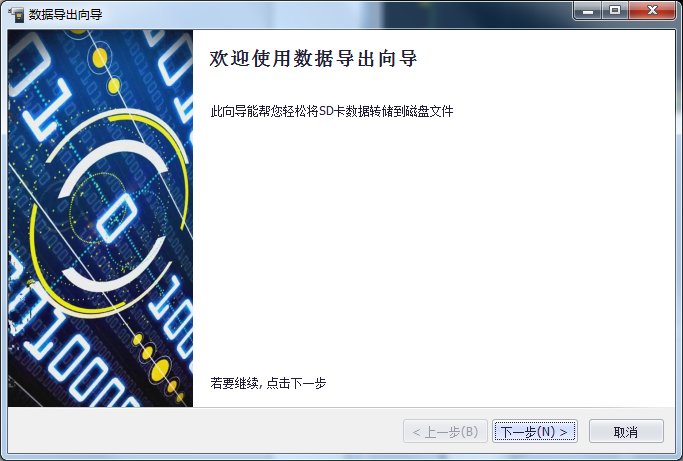 数据导出向导
欢迎使用数据导出向导
此向导能帮您轻松将SD卡数据转储到磁盘文件
若要继续, 点击下一步
< 上一步(B)
下一步(N) >
取消